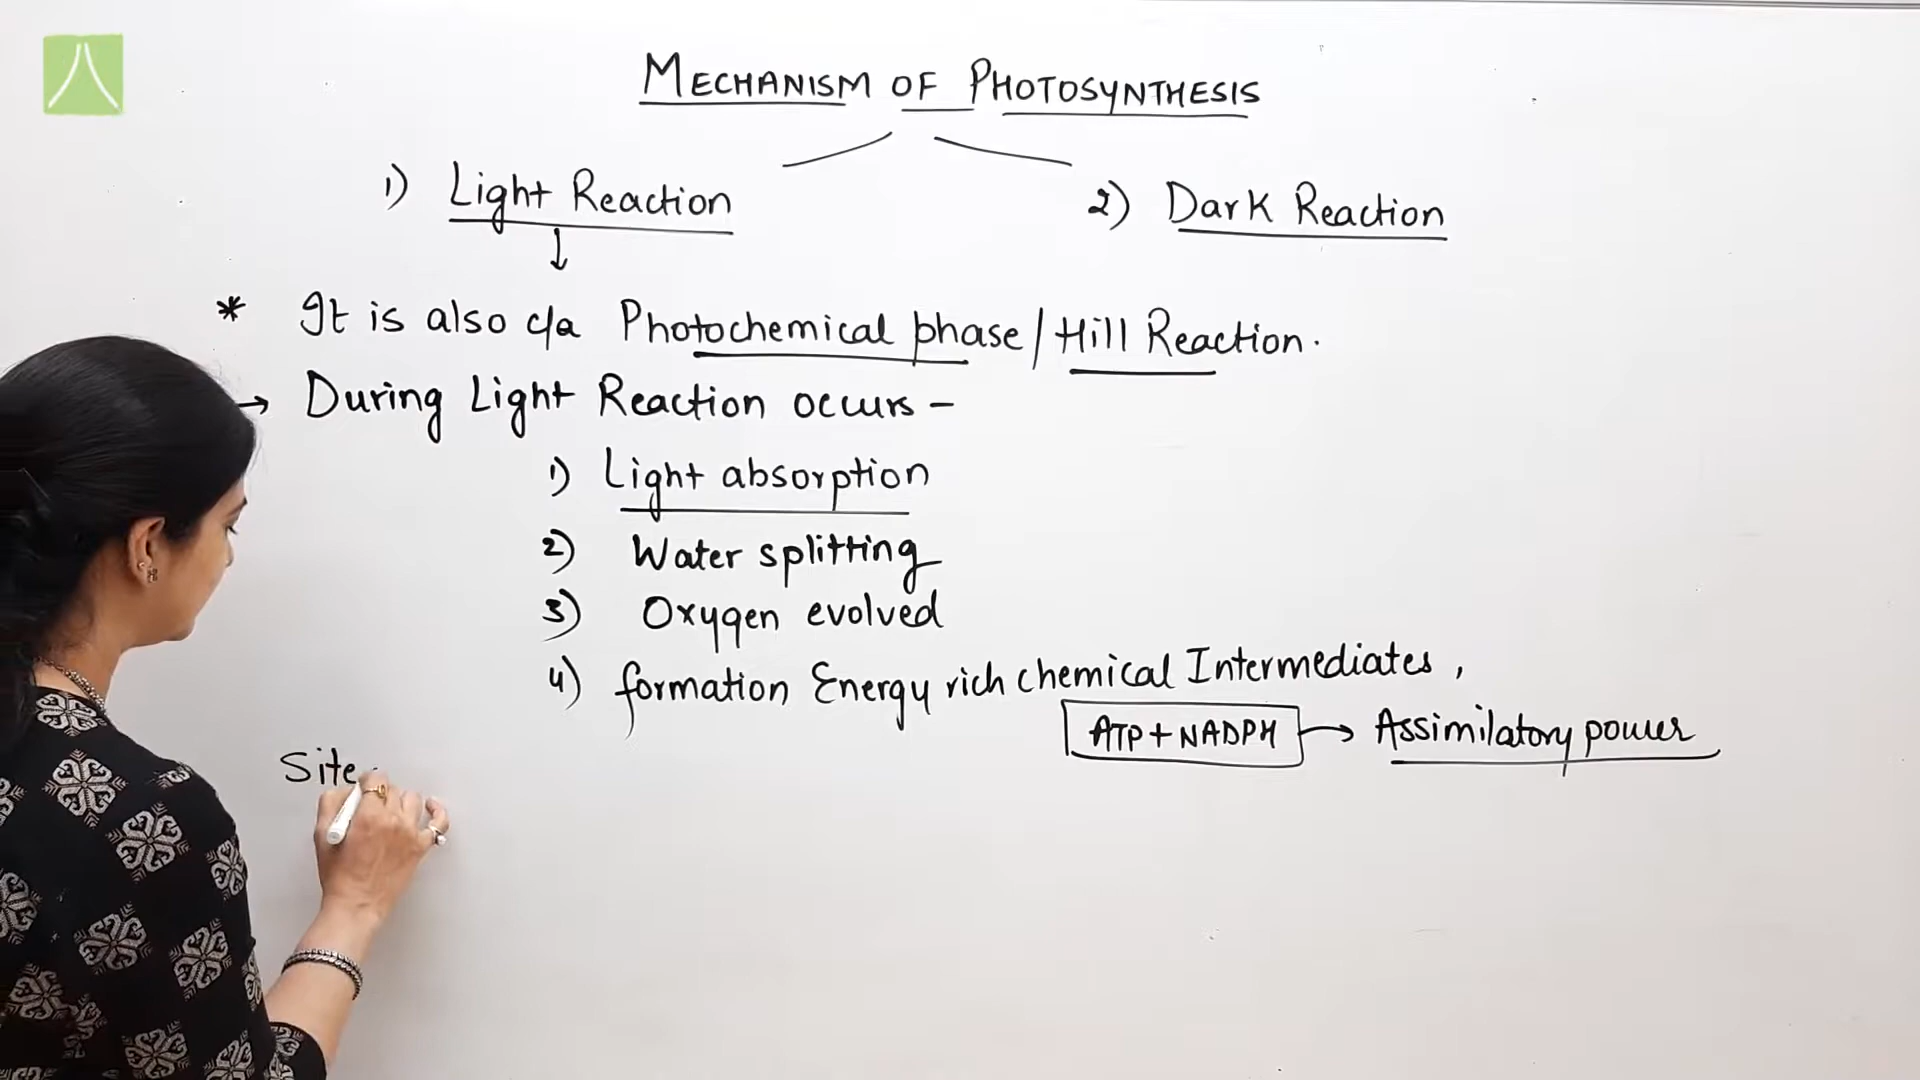 MECHANISM OF PHOTOSYNTHESIS
1) Light Reaction
2) Dark Reaction
* It is also c/a Photochemical phase / Hill Reaction.
→ During Light Reaction occurs -
1) Light absorption
2) Water splitting
3) Oxygen evolved
4) formation Energy rich chemical Intermediates,
ATP + NADPH → Assimilatory power
Site